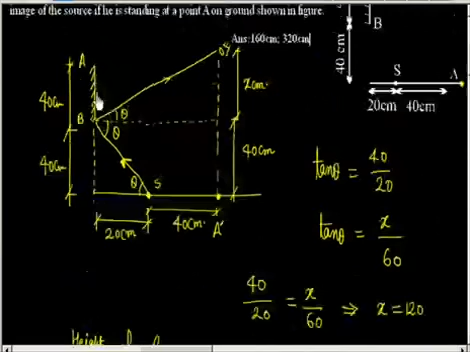 image of the source if he is standing at a point A on ground shown in figure.
Ans:160cm; 320cm
B
40 cm
S
A
20cm
40cm
A
40cm
B
θ
θ
x cm.
40cm
40cm
θ
S
20cm
40cm.
A'
tanθ = 40/20
tanθ = x/60
40/20 = x/60 ⇒ x = 120
Height